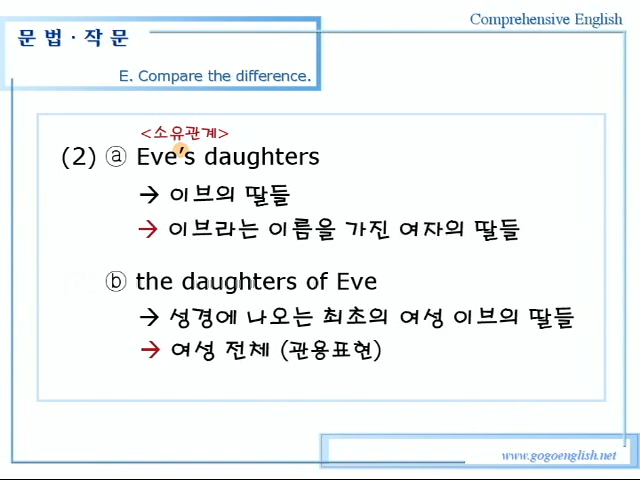 Comprehensive English
문법·작문
E. Compare the difference.
<소유관계>
(2) ⓐ Eve's daughters
→ 이브의 딸들
→ 이브라는 이름을 가진 여자의 딸들
ⓑ the daughters of Eve
→ 성경에 나오는 최초의 여성 이브의 딸들
→ 여성 전체 (관용표현)
www.gogoenglish.net